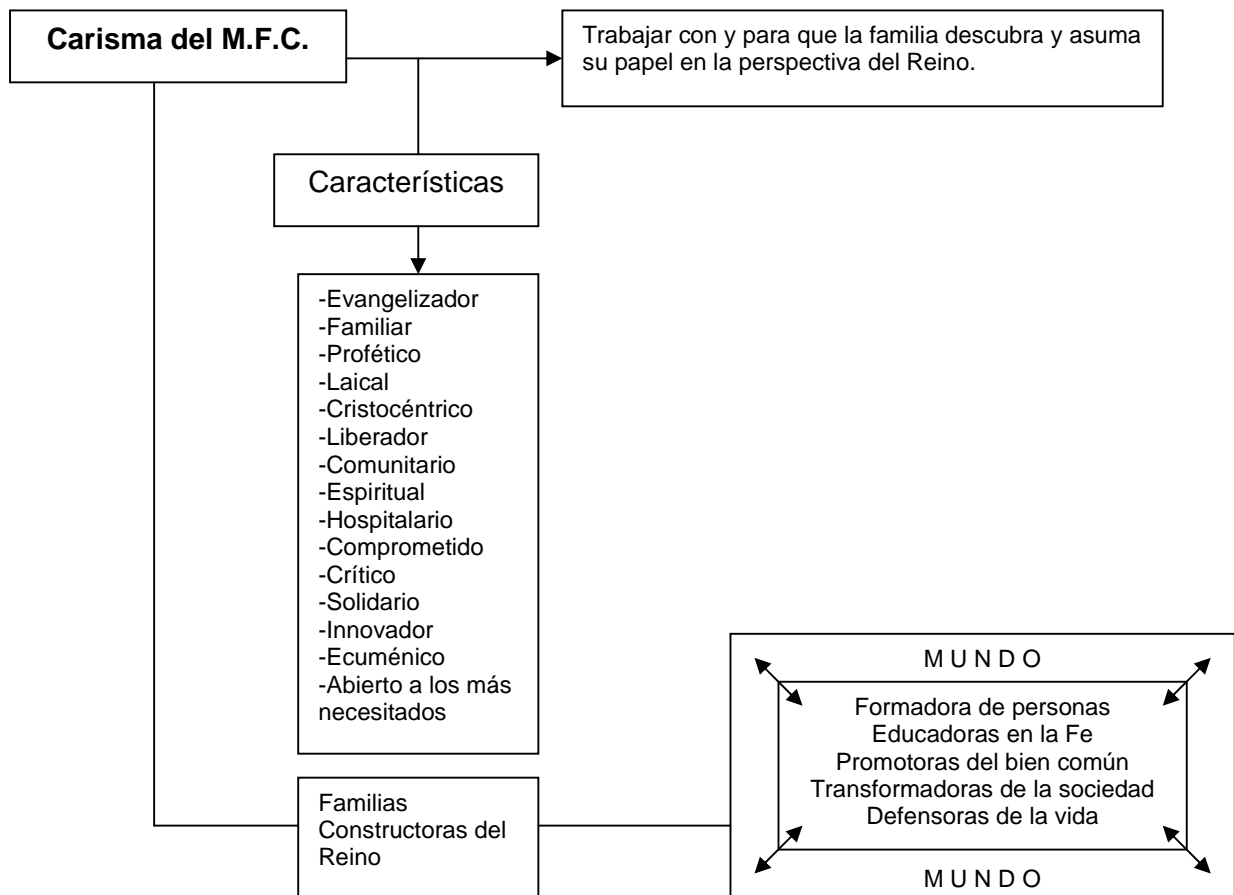 Carisma del M.F.C.
Trabajar con y para que la familia descubra y asuma
su papel en la perspectiva del Reino.
Característícas
-Evangelizador
-Familiar
-Profético
-Laical
-Cristocéntrico
-Liberador
-Comunitario
-Espiritual
-Hospitalario
-Comprometido
-Crítico
-Solidario
-Innovador
-Ecuménico
-Abierto a los más
necesitados
Familias
Constructoras del
Reino
M U N D O
Formadora de personas
Educadoras en la Fe
Promotoras del bien común
Transformadoras de la sociedad
Defensoras de la vida
M U N D O